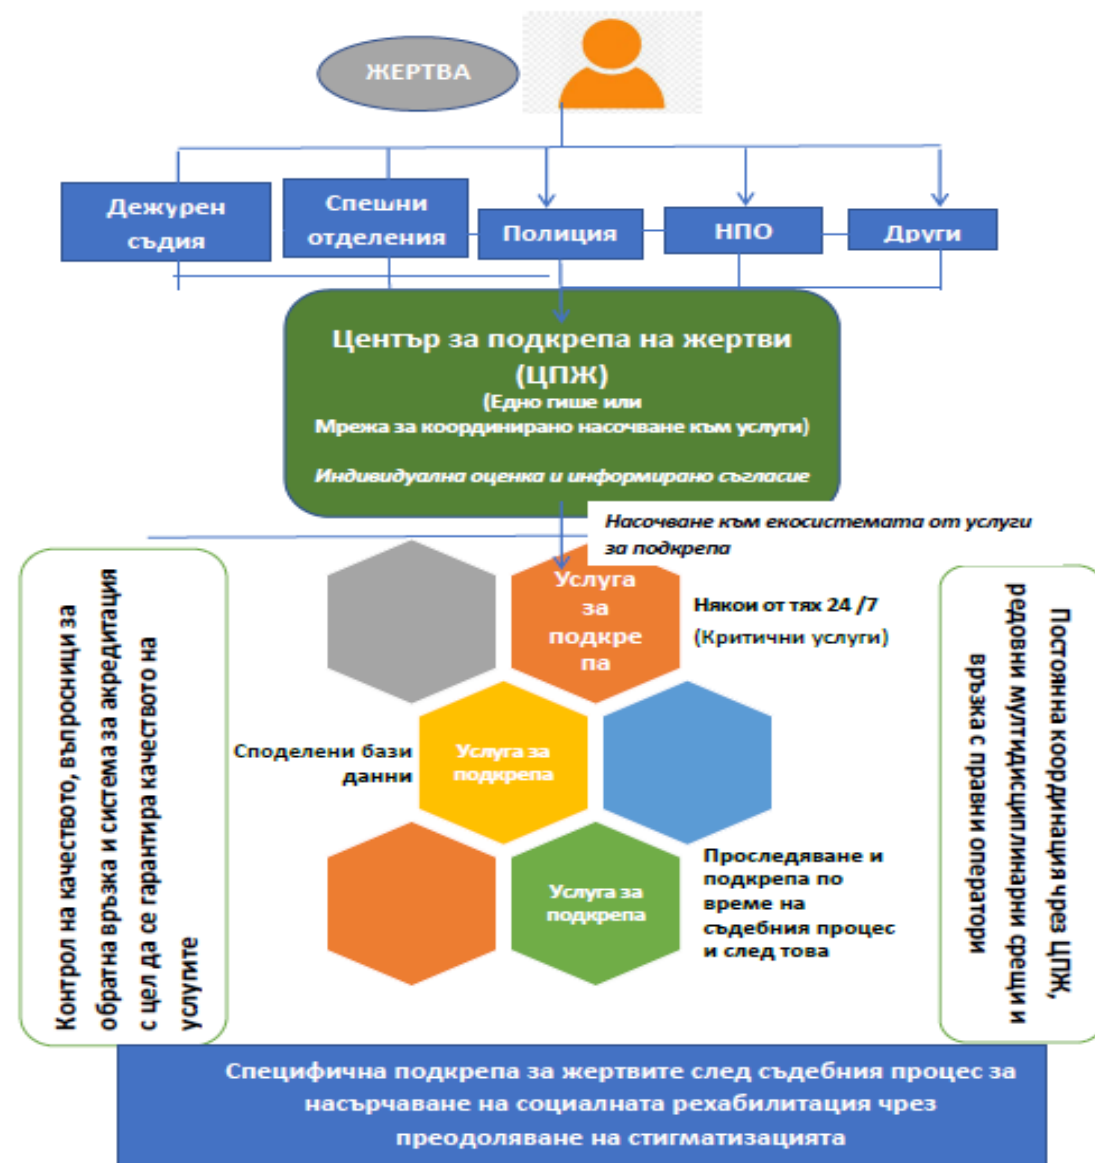 ЖЕРТВА
Дежурен
съдия
Спешни
отделения
Полиция
НПО
Други
Център за подкрепа на жертви
(ЦПЖ)
(Едно гише или
Мрежа за координирано насочване към услуги)
Индивидуална оценка и информирано съгласие
Насочване към екосистемата от услуги
за подкрепа
Услуга
за
подкре
па
Някои от тях 24 /7
(Критични услуги)
Споделени бази
данни
Услуга за
подкрепа
Услуга за
подкрепа
Проследяване и
подкрепа по
време на
съдебния процес
и след това
Контрол на качеството, въпросници за
обратна връзка и система за акредитация
с цел да се гарантира качеството на
услугите
Постоянна координация чрез ЦПЖ,
редовни мултидисциплинарни срещи и
връзка с правни оператори
Специфична подкрепа за жертвите след съдебния процес за
насърчаване на социалната рехабилитация чрез
преодоляване на стигматизацията